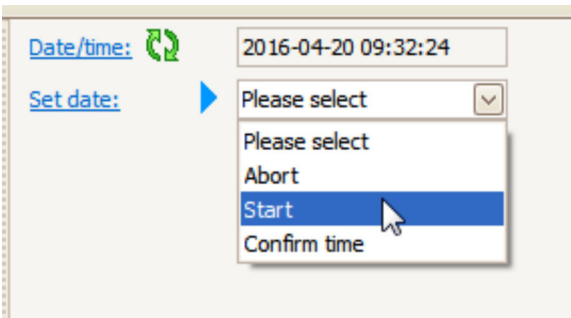 Date/time: 2016-04-20 09:32:24
Set date: Please select
Please select
Abort
Start
Confirm time